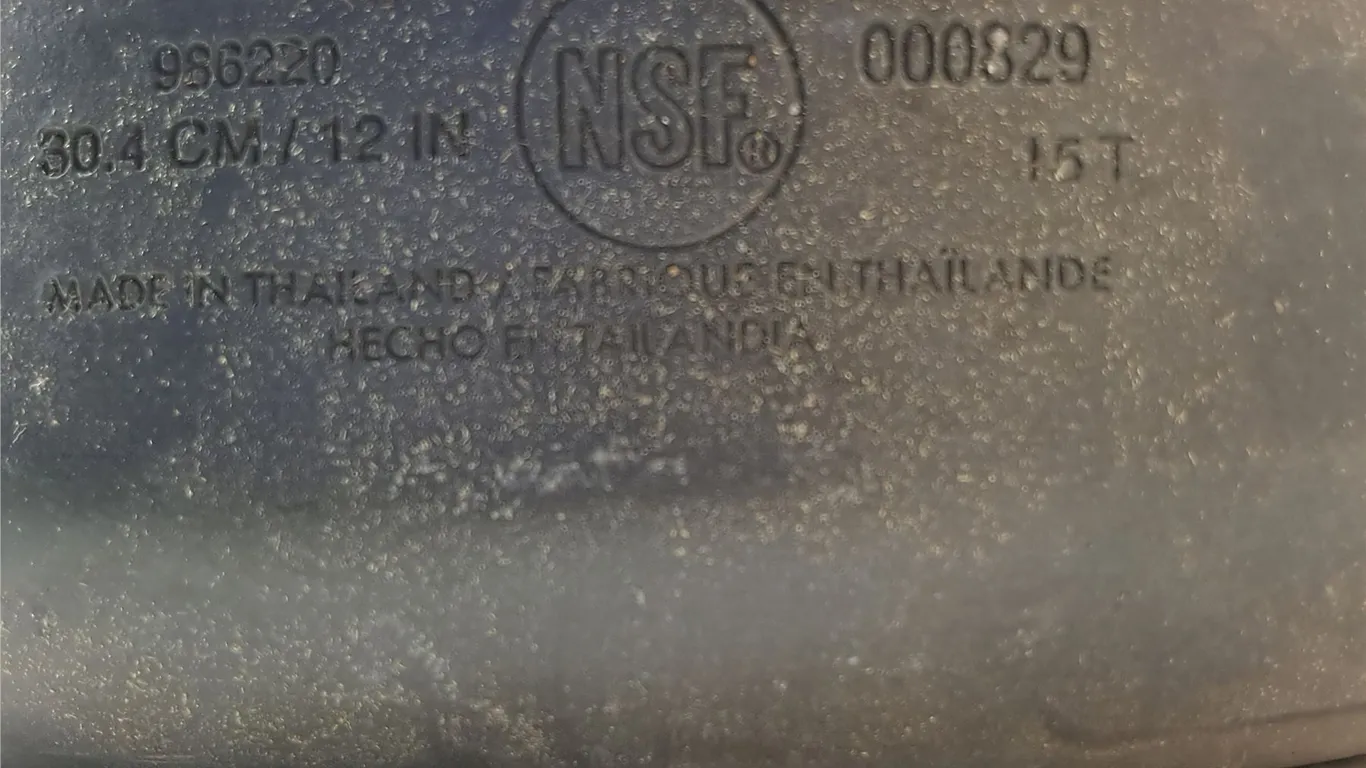 986220
NSF®
000829
30.4 CM / 12 IN
15 T
MADE IN THAILAND / FABRIQUE EN THAÏLANDE
HECHO EN TAILANDIA